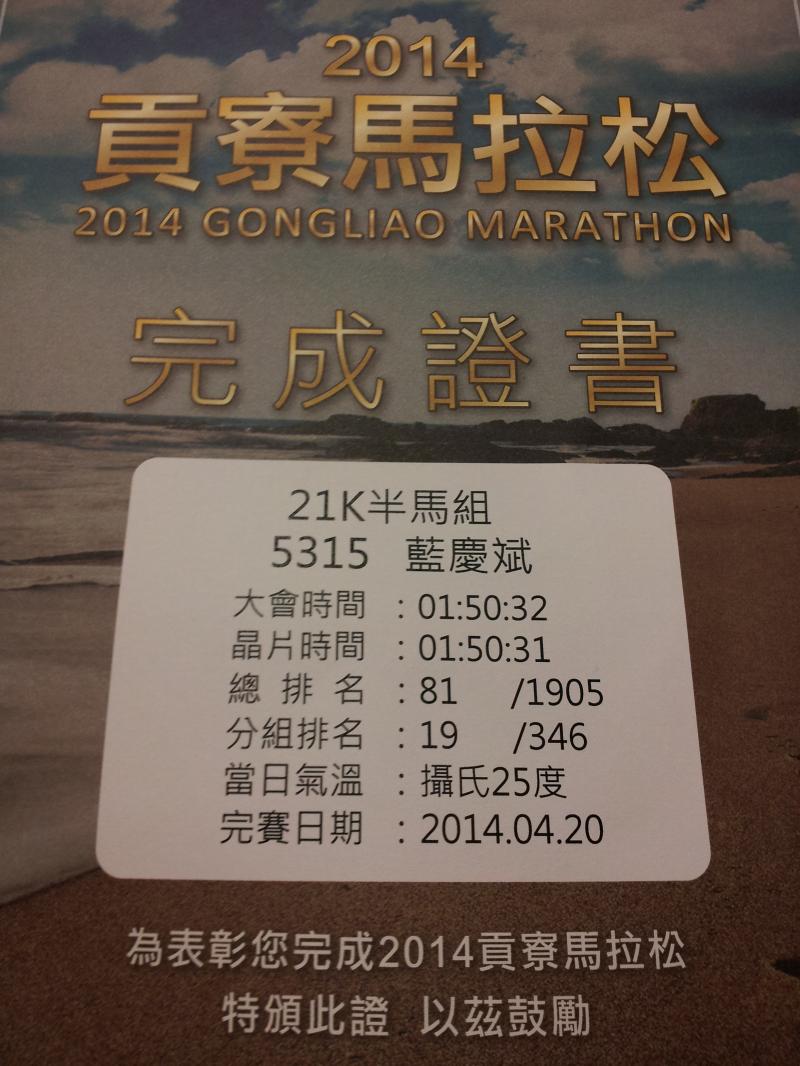 2014
貢寮馬拉松
2014 GONGLIAO MARATHON
完成證書
21K半馬組
5315 藍慶斌
大會時間 : 01:50:32
晶片時間 : 01:50:31
總排名 : 81 /1905
分組排名 : 19 /346
當日氣溫 : 攝氏25度
完賽日期 : 2014.04.20
為表彰您完成2014貢寮馬拉松
特頒此證 以茲鼓勵